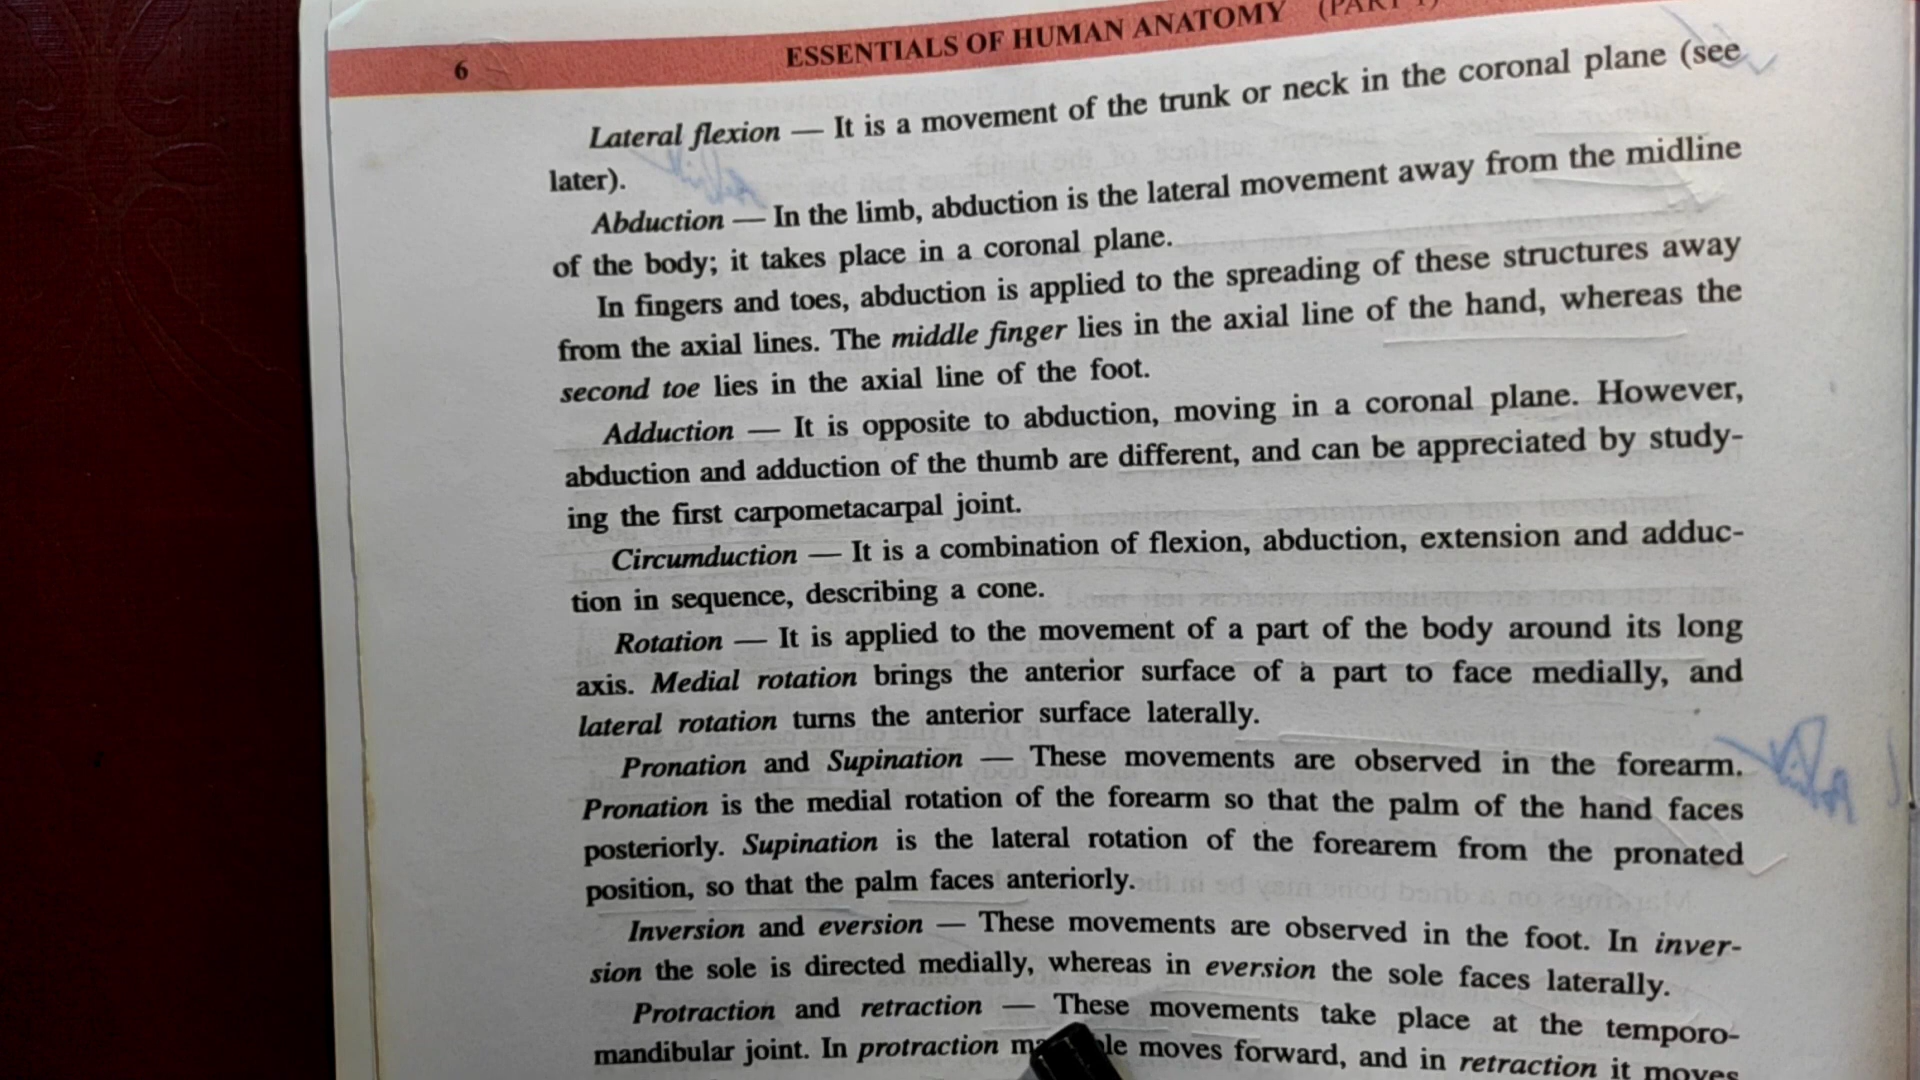 6
ESSENTIALS OF HUMAN ANATOMY (PART 1)
Lateral flexion — It is a movement of the trunk or neck in the coronal plane (see
later).
Abduction — In the limb, abduction is the lateral movement away from the midline
of the body; it takes place in a coronal plane.
In fingers and toes, abduction is applied to the spreading of these structures away
from the axial lines. The middle finger lies in the axial line of the hand, whereas the
second toe lies in the axial line of the foot.
Adduction — It is opposite to abduction, moving in a coronal plane. However,
abduction and adduction of the thumb are different, and can be appreciated by study-
ing the first carpometacarpal joint.
Circumduction — It is a combination of flexion, abduction, extension and adduc-
tion in sequence, describing a cone.
Rotation — It is applied to the movement of a part of the body around its long
axis. Medial rotation brings the anterior surface of a part to face medially, and
lateral rotation turns the anterior surface laterally.
Pronation and Supination — These movements are observed in the forearm.
Pronation is the medial rotation of the forearm so that the palm of the hand faces
posteriorly. Supination is the lateral rotation of the forearem from the pronated
position, so that the palm faces anteriorly.
Inversion and eversion — These movements are observed in the foot. In inver-
sion the sole is directed medially, whereas in eversion the sole faces laterally.
Protraction and retraction — These movements take place at the temporo-
mandibular joint. In protraction moves forward, and in retraction it moves